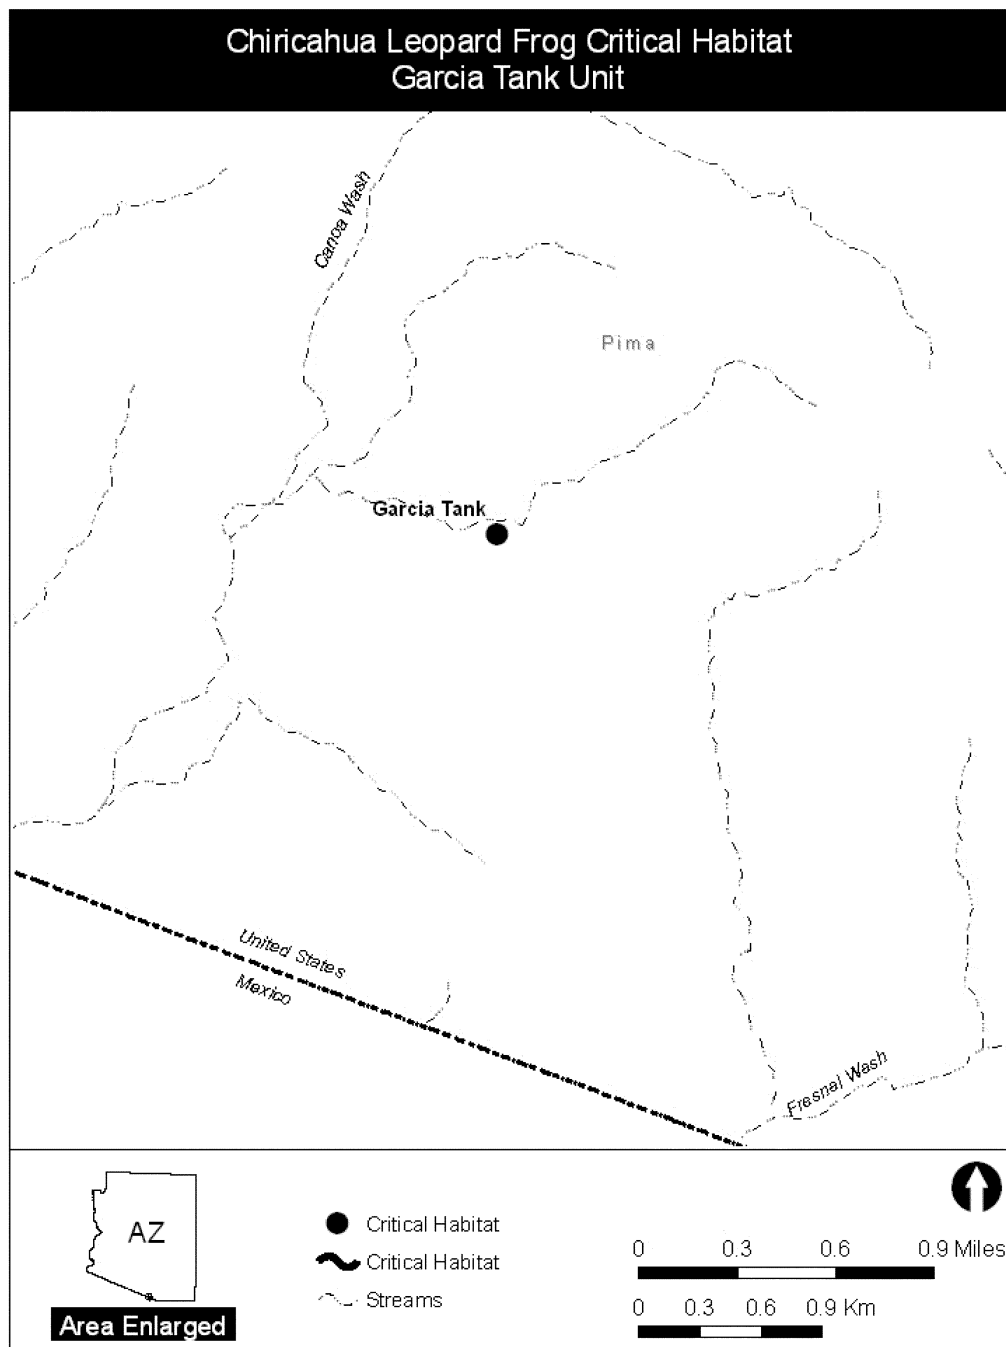 Chiricahua Leopard Frog Critical Habitat
Garcia Tank Unit
Canoa Wash
Pima
Garcia Tank
United States
Mexico
Fresnal Wash
AZ
Area Enlarged
Critical Habitat
Critical Habitat
Streams
0 0.3 0.6 0.9 Miles
0 0.3 0.6 0.9 Km